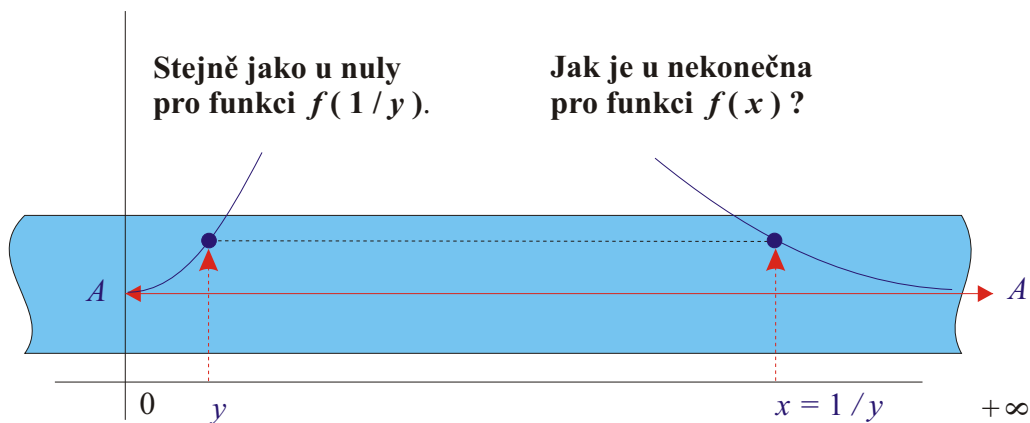 Stejně jako u nuly
pro funkci f ( 1 / y ).
Jak je u nekonečna
pro funkci f ( x ) ?
A
A
0
y
x = 1 / y
+ ∞